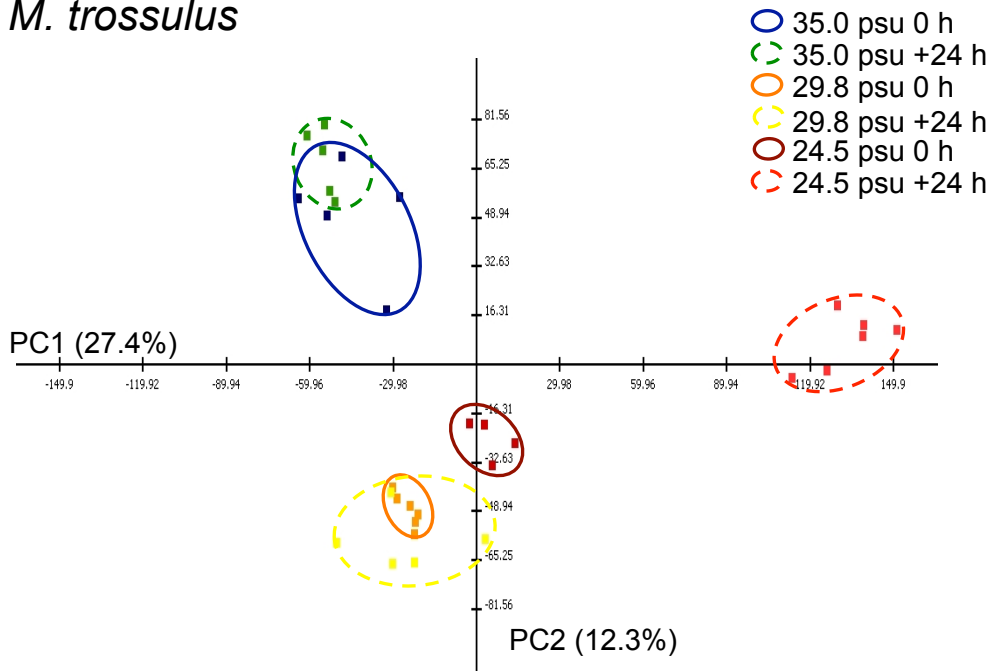 M. trossulus
35.0 psu 0 h
35.0 psu +24 h
29.8 psu 0 h
29.8 psu +24 h
24.5 psu 0 h
24.5 psu +24 h
81.56
65.25
48.94
32.63
16.31
PC1 (27.4%)
-149.9 -119.92 -89.94 -59.96 -29.98 29.98 59.96 89.94 119.92 149.9
-16.31
-32.63
-48.94
-65.25
-81.56
PC2 (12.3%)